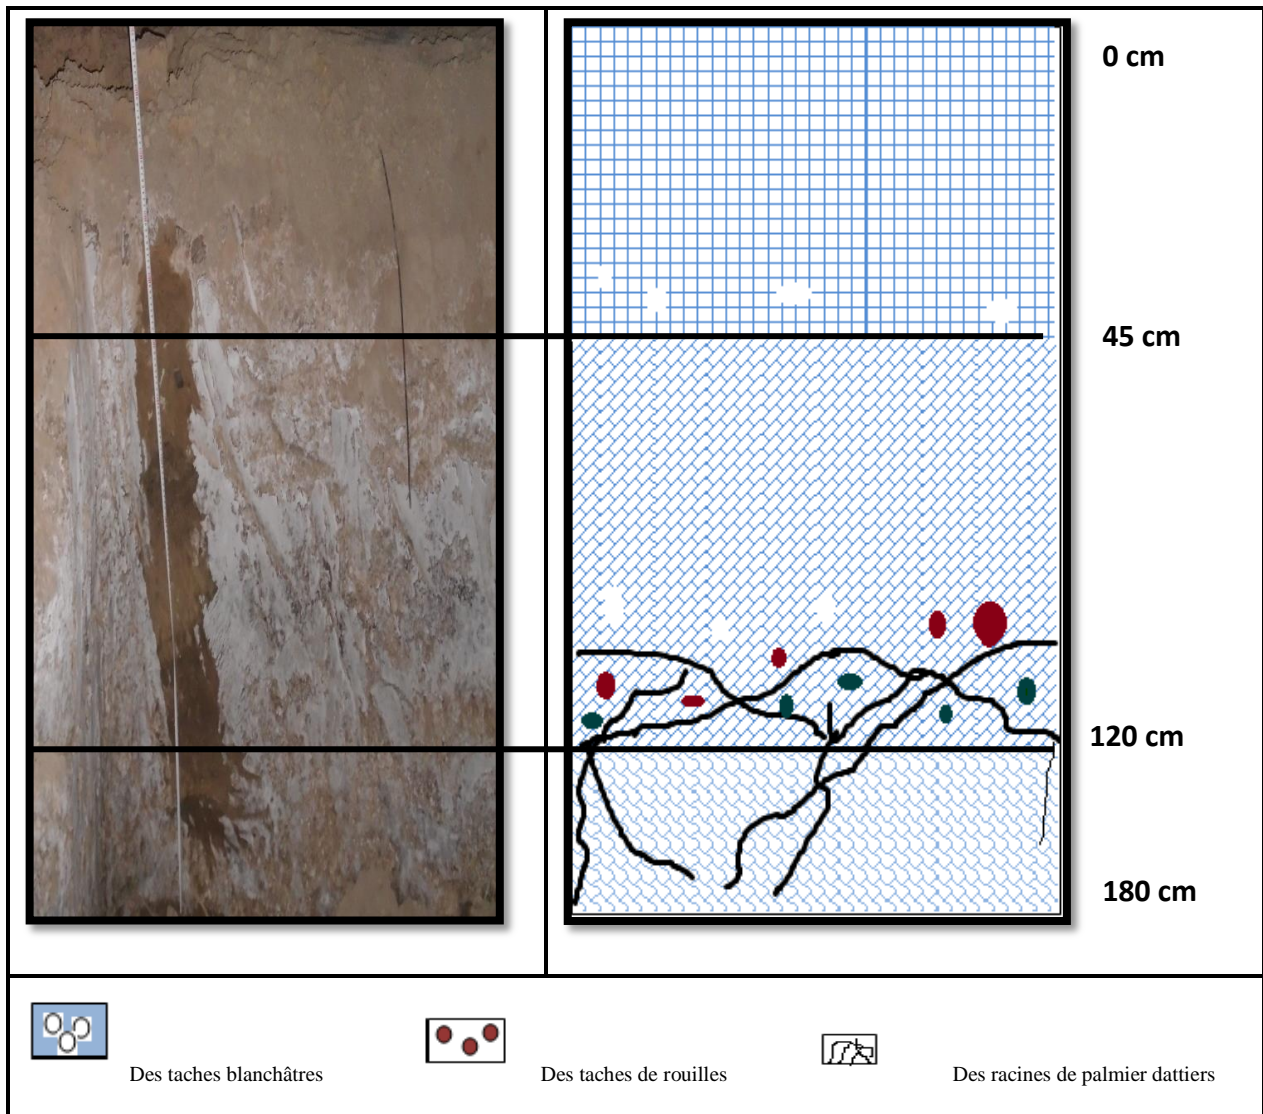 0 cm
45 cm
120 cm
180 cm
Des taches blanchâtres
Des taches de rouilles
Des racines de palmier dattiers